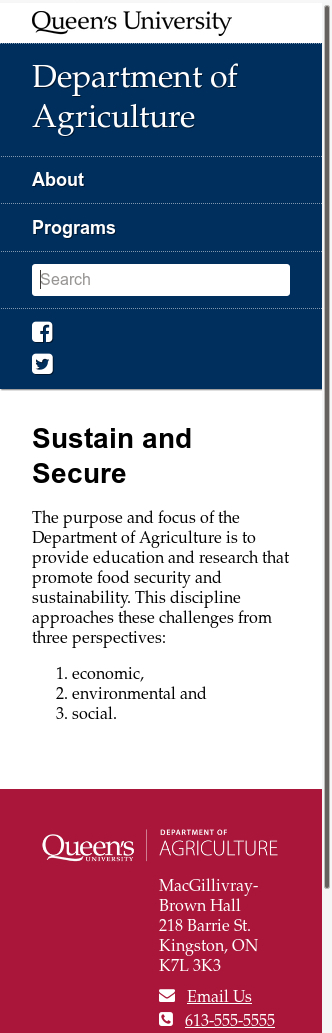 Queen's University
Department of
Agriculture
About
Programs
Search
Sustain and
Secure
The purpose and focus of the
Department of Agriculture is to
provide education and research that
promote food security and
sustainability. This discipline
approaches these challenges from
three perspectives:
1. economic,
2. environmental and
3. social.
Queen's
UNIVERSITY
DEPARTMENT OF
AGRICULTURE
MacGillivray-
Brown Hall
218 Barrie St.
Kingston, ON
K7L 3K3
Email Us
613-555-5555